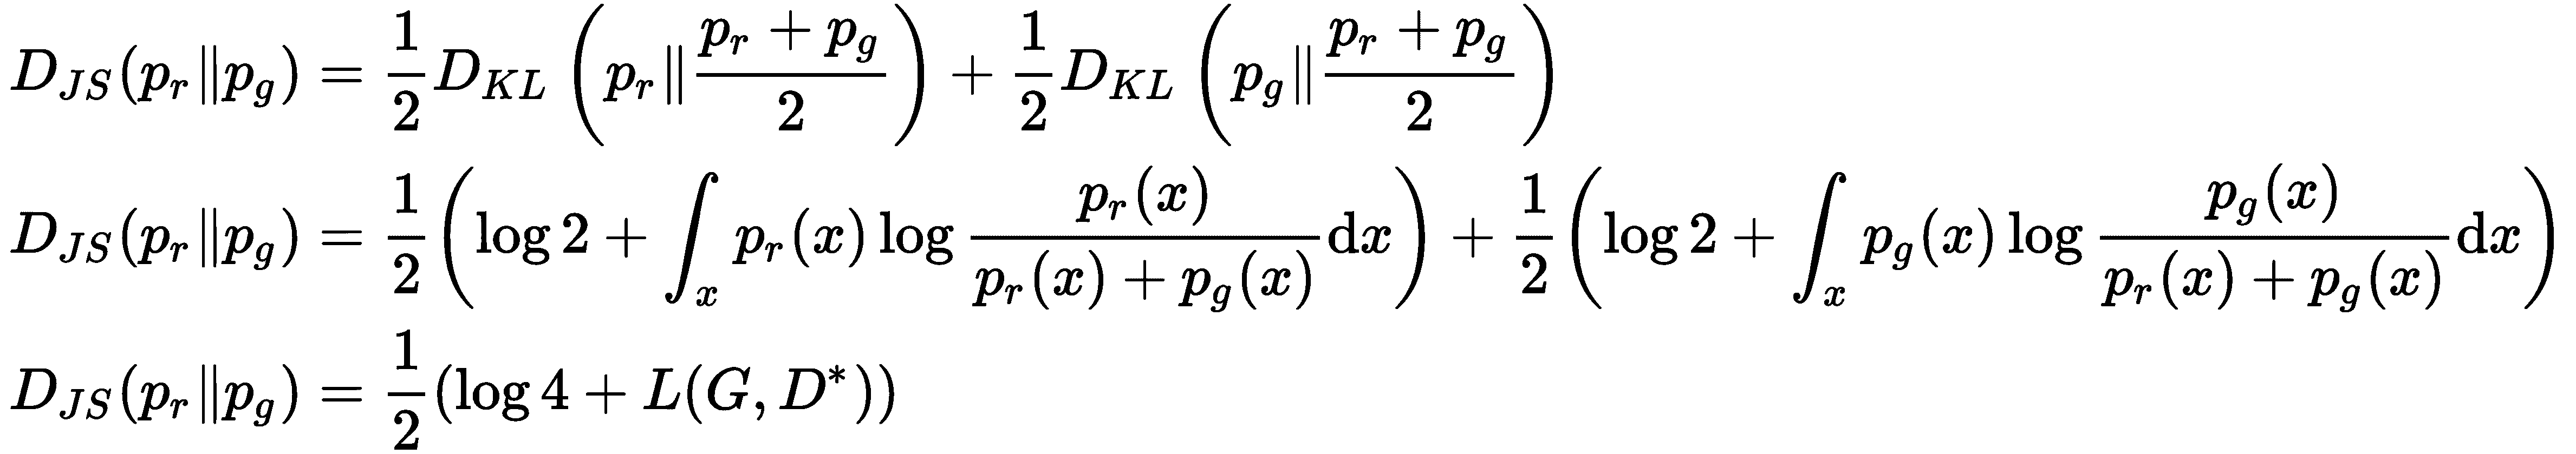 $D_{JS}(p_r \| p_g) = \frac{1}{2} D_{KL} \left( p_r \| \frac{p_r + p_g}{2} \right) + \frac{1}{2} D_{KL} \left( p_g \| \frac{p_r + p_g}{2} \right)$
$D_{JS}(p_r \| p_g) = \frac{1}{2} \left( \log 2 + \int_x p_r(x) \log \frac{p_r(x)}{p_r(x) + p_g(x)} \mathrm{d}x \right) + \frac{1}{2} \left( \log 2 + \int_x p_g(x) \log \frac{p_g(x)}{p_r(x) + p_g(x)} \mathrm{d}x \right)$
$D_{JS}(p_r \| p_g) = \frac{1}{2} (\log 4 + L(G, D^*))$